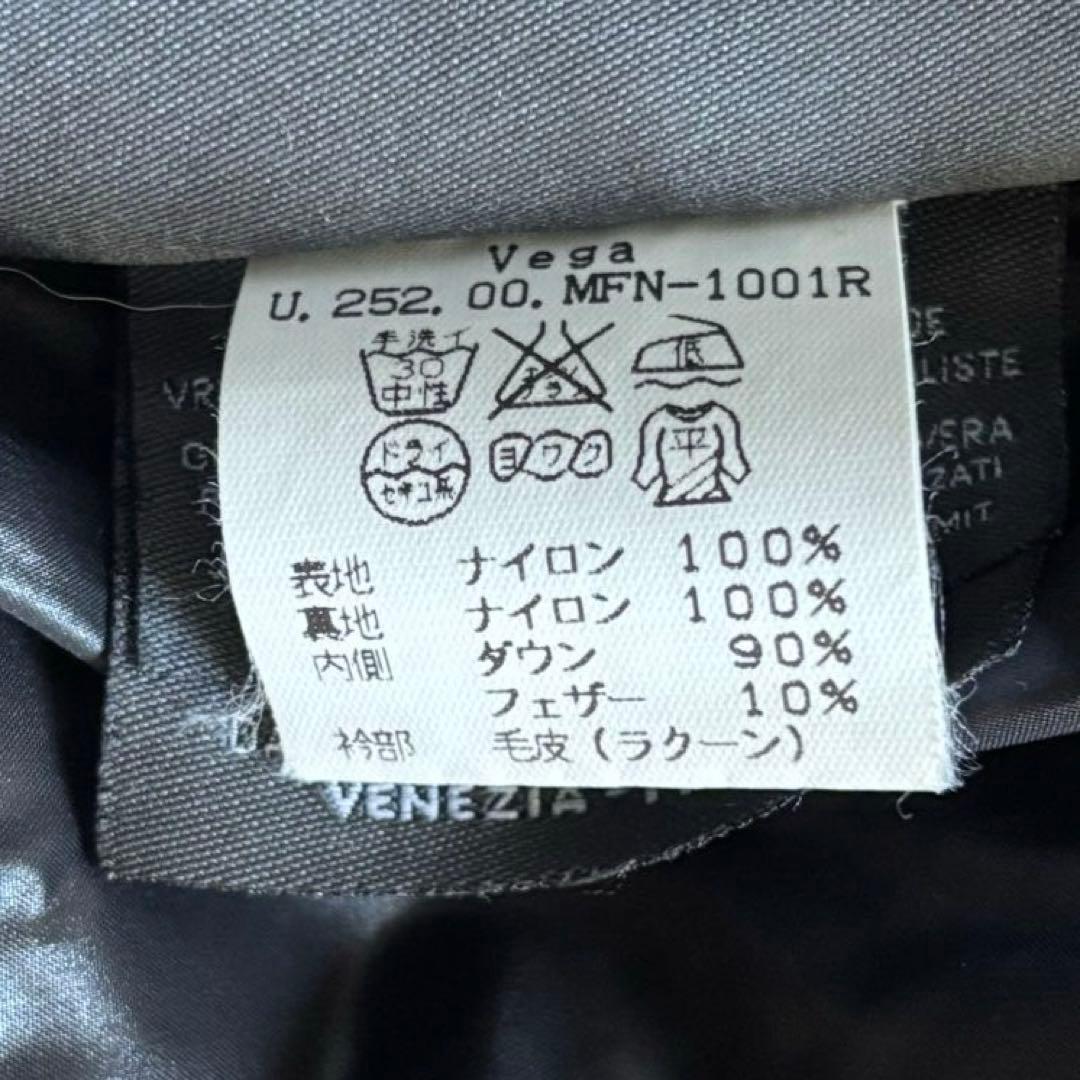 Vega
U. 252. 00. MFN-1001R
手洗イ
30
中性
低
ドライ
セキユ系
ヨワク
平
表地 ナイロン 100%
裏地 ナイロン 100%
内側 ダウン 90%
フェザー 10%
衿部 毛皮(ラクーン)
VENEZIA